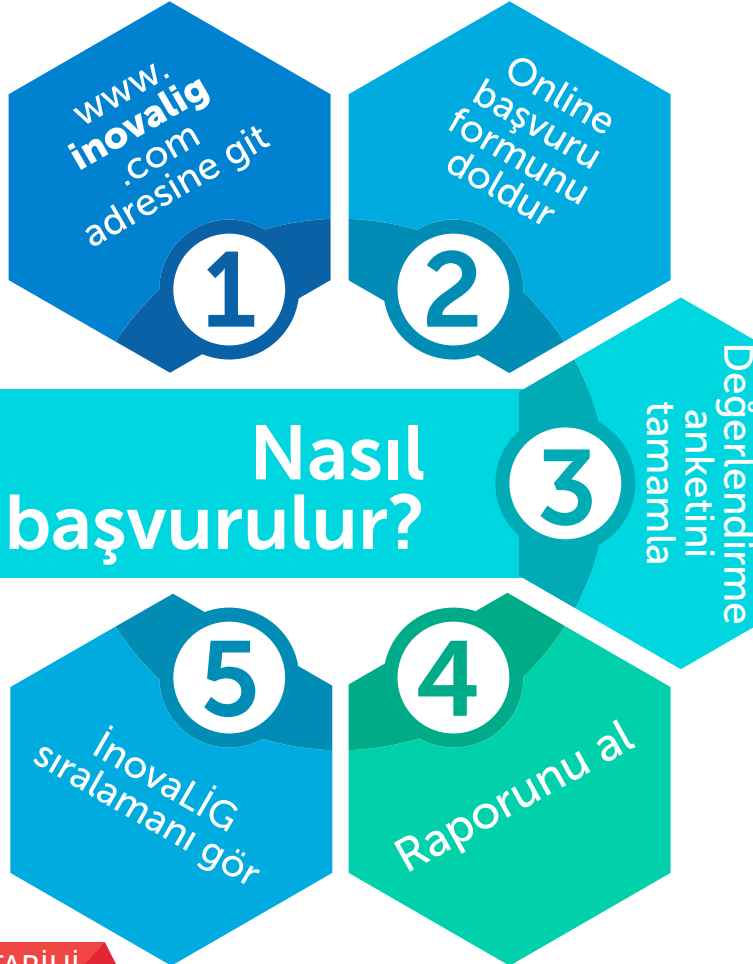 Nasıl
başvurulur?
1
www.
inovalig
.com
adresine git
2
Online
başvuru
formunu
doldur
3
Değerlendirme
anketini
tamamla
4
Raporunu al
5
İnovaLİG
sıralamanı gör